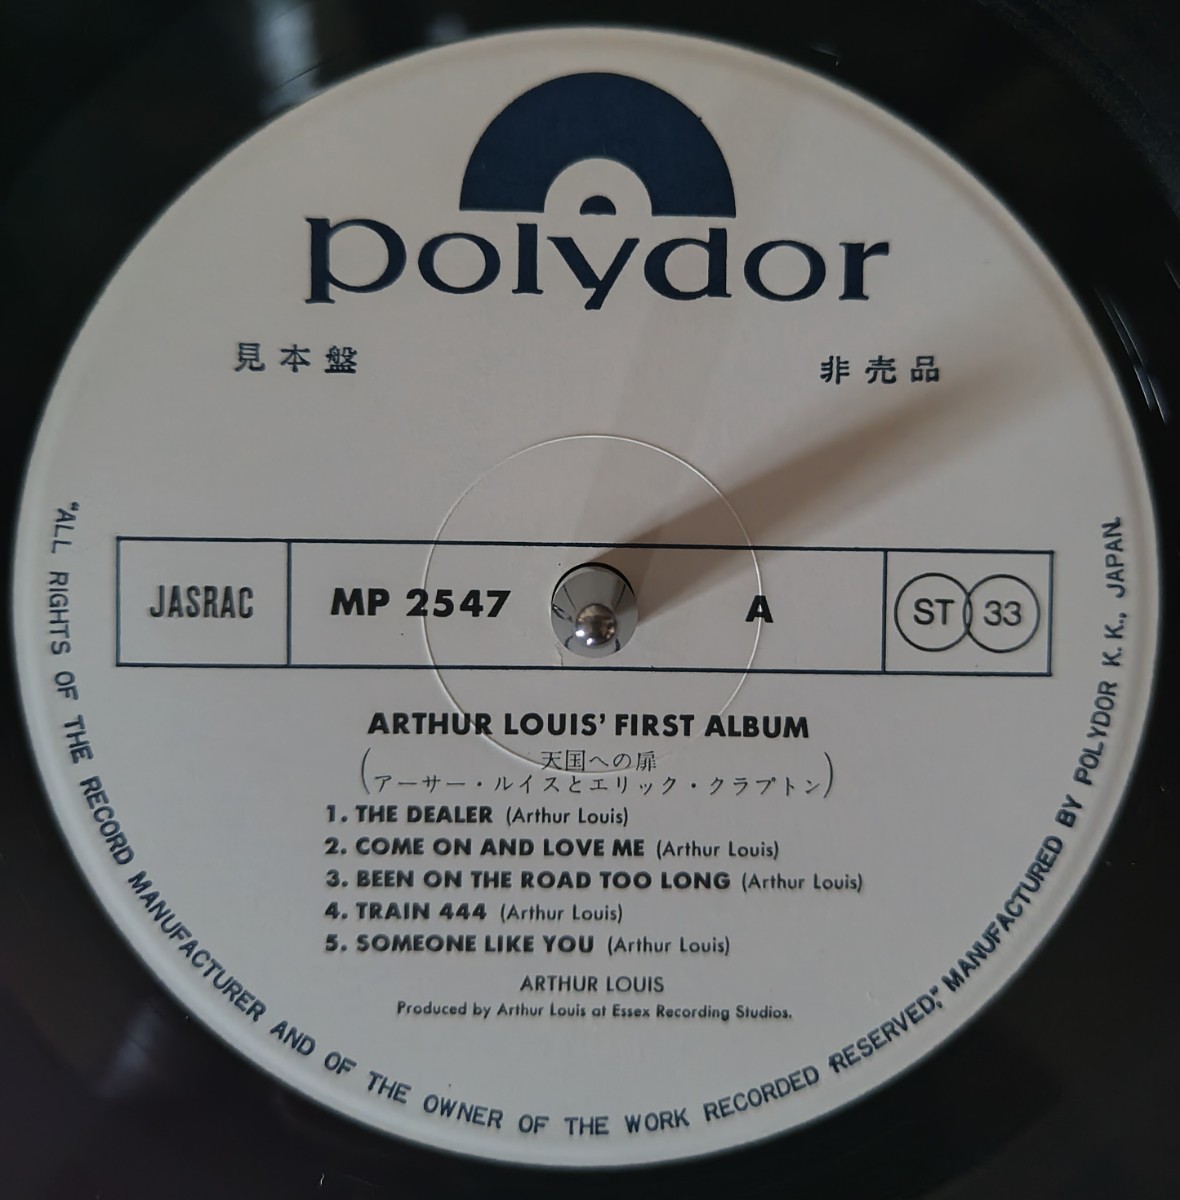 polydor
見本盤 非売品
JASRAC MP 2547 A ST 33
ARTHUR LOUIS' FIRST ALBUM
(天国への扉
アーサー・ルイスとエリック・クラプトン)
1. THE DEALER (Arthur Louis)
2. COME ON AND LOVE ME (Arthur Louis)
3. BEEN ON THE ROAD TOO LONG (Arthur Louis)
4. TRAIN 444 (Arthur Louis)
5. SOMEONE LIKE YOU (Arthur Louis)
ARTHUR LOUIS
Produced by Arthur Louis at Essex Recording Studios.
"ALL RIGHTS OF THE RECORD MANUFACTURER AND OF THE OWNER OF THE WORK RECORDED RESERVED," MANUFACTURED BY POLYDOR K.K., JAPAN